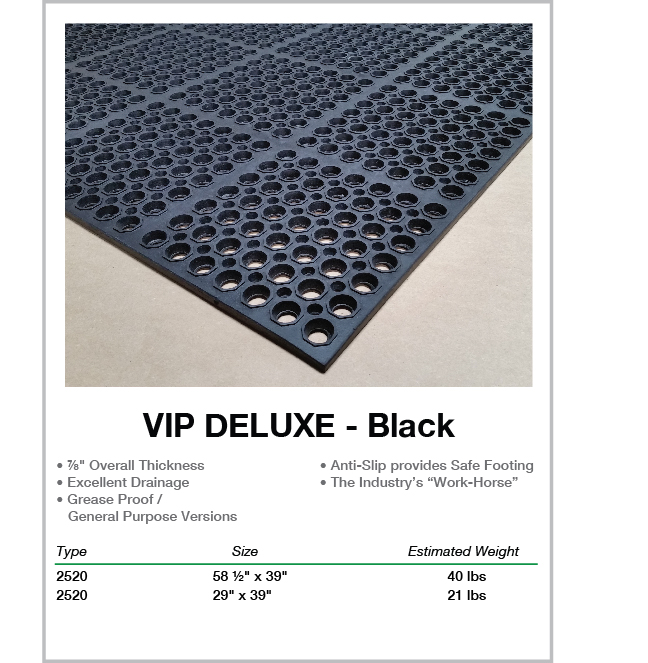 VIP DELUXE - Black
• ⅞" Overall Thickness
• Excellent Drainage
• Grease Proof /
General Purpose Versions
• Anti-Slip provides Safe Footing
• The Industry's “Work-Horse”
Type Size Estimated Weight
2520 58 ½" x 39" 40 lbs
2520 29" x 39" 21 lbs